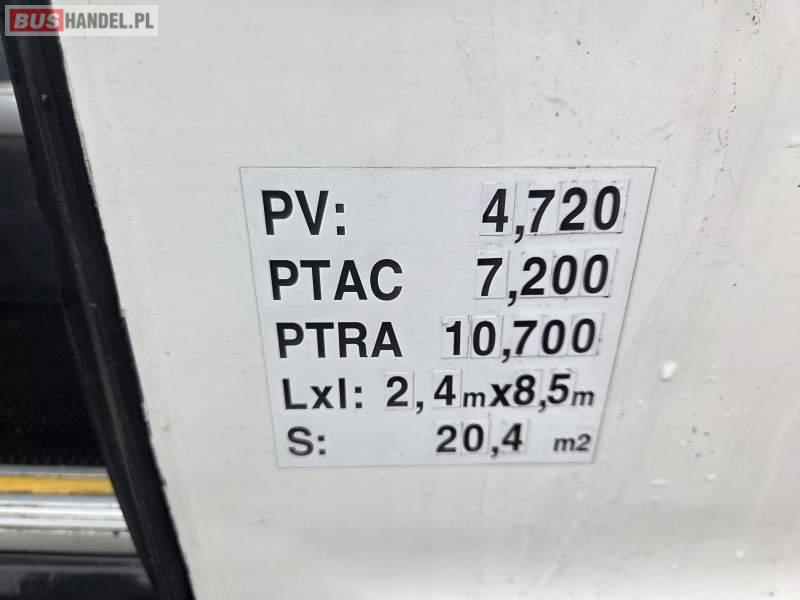 BUSHANDEL.PL
PV: 4,720
PTAC 7,200
PTRA 10,700
Lxl: 2,4mx8,5m
S: 20,4 m2